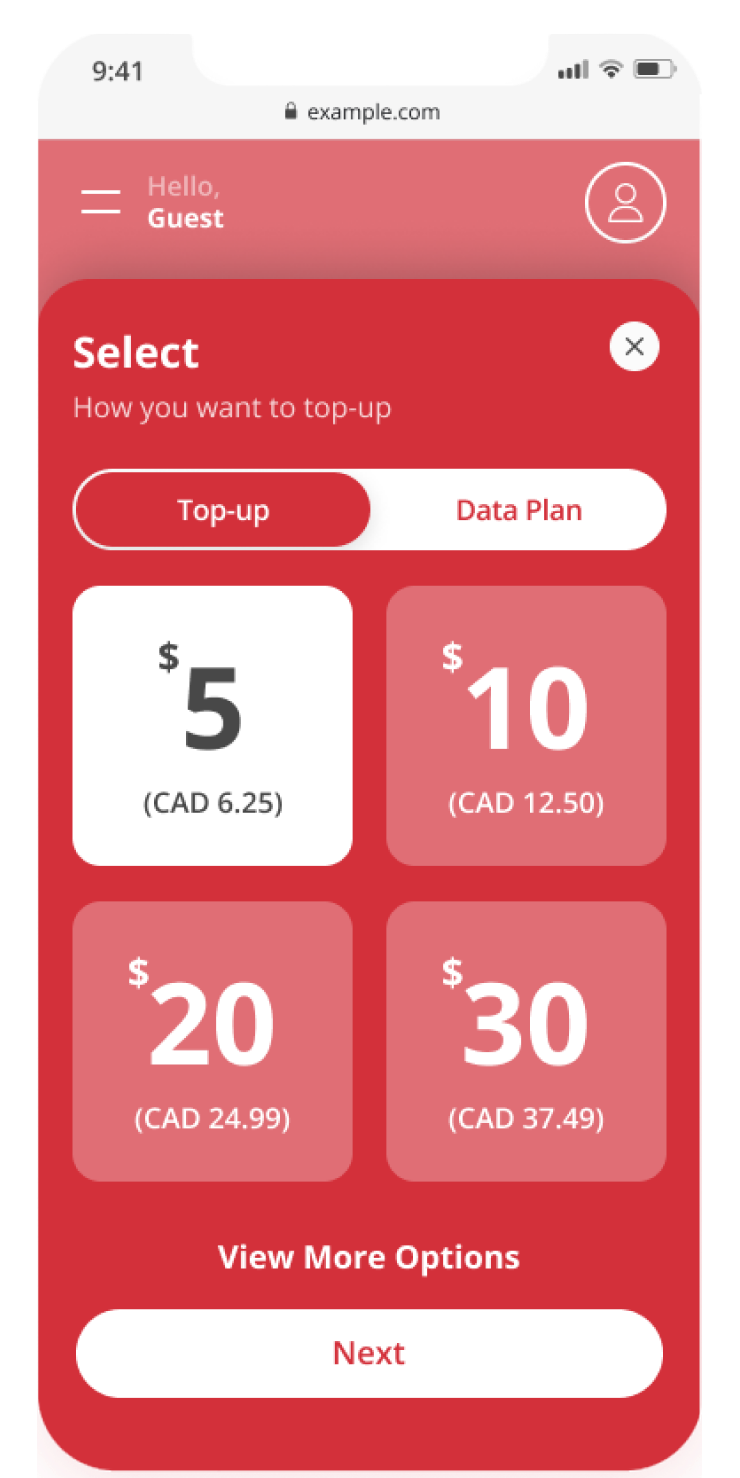 9:41
example.com
Hello,
Guest
Select
How you want to top-up
Top-up
Data Plan
$5
(CAD 6.25)
$10
(CAD 12.50)
$20
(CAD 24.99)
$30
(CAD 37.49)
View More Options
Next